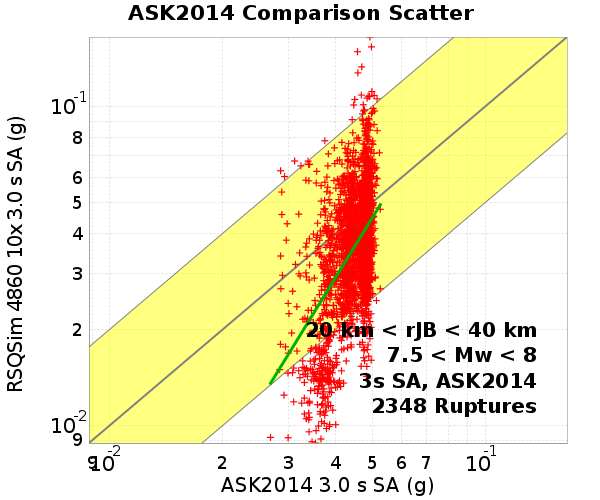 ASK2014 Comparison Scatter
RSQSim 4860 10x 3.0 s SA (g)
10-1
8
6
5
4
3
2
10-2
9
20 km < rJB < 40 km
7.5 < Mw < 8
3s SA, ASK2014
2348 Ruptures
9 10-2 2 3 4 5 6 7 10-1
ASK2014 3.0 s SA (g)